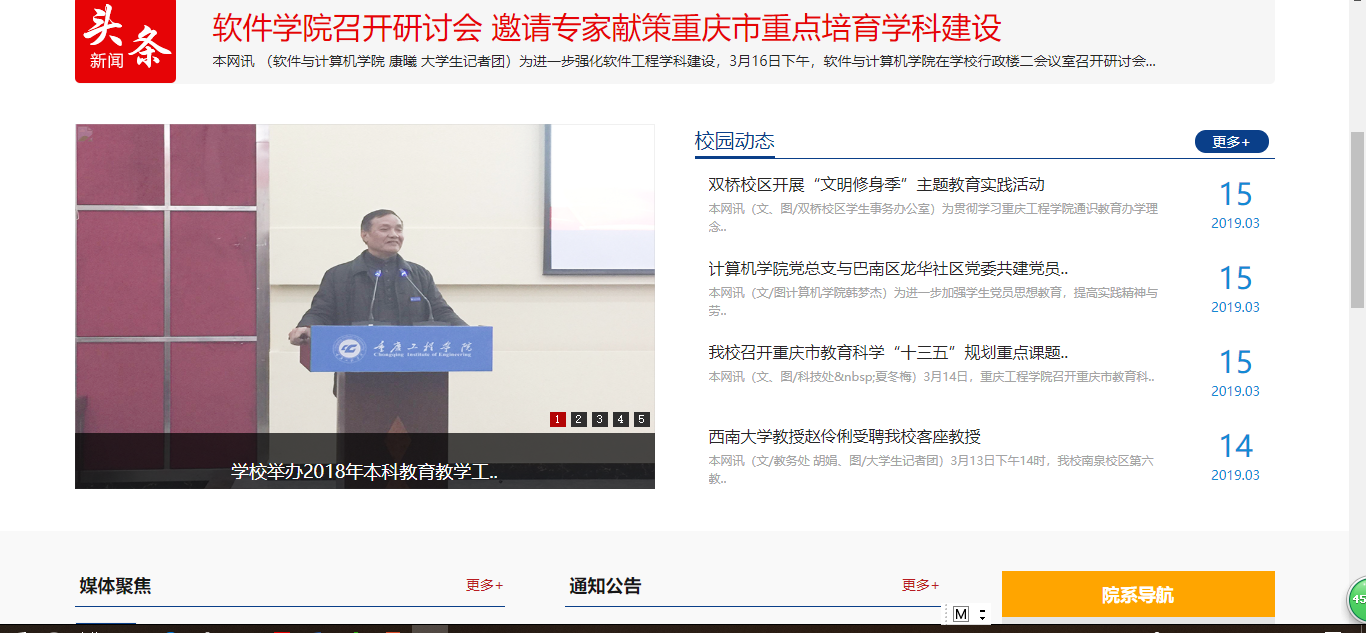 头条
新闻
软件学院召开研讨会 邀请专家献策重庆市重点培育学科建设
本网讯 （软件与计算机学院 康曦 大学生记者团）为进一步强化软件工程学科建设，3月16日下午，软件与计算机学院在学校行政楼二会议室召开研讨会...
重庆工程学院
Chongqing Institute of Engineering
1 2 3 4 5
学校举办2018年本科教育教学工..
校园动态
更多+
双桥校区开展“文明修身季”主题教育实践活动
本网讯（文、图/双桥校区学生事务办公室）为贯彻学习重庆工程学院通识教育办学理
念..
15
2019.03
计算机学院党总支与巴南区龙华社区党委共建党员..
本网讯（文/图计算机学院韩梦杰）为进一步加强学生党员思想教育，提高实践精神与
劳..
15
2019.03
我校召开重庆市教育科学“十三五”规划重点课题..
本网讯（文、图/科技处&nbsp;夏冬梅）3月14日，重庆工程学院召开重庆市教育科..
15
2019.03
西南大学教授赵伶俐受聘我校客座教授
本网讯（文/教务处 胡娟、图/大学生记者团）3月13日下午14时，我校南泉校区第六
教..
14
2019.03
媒体聚焦
更多+
通知公告
更多+
院系导航
M
45